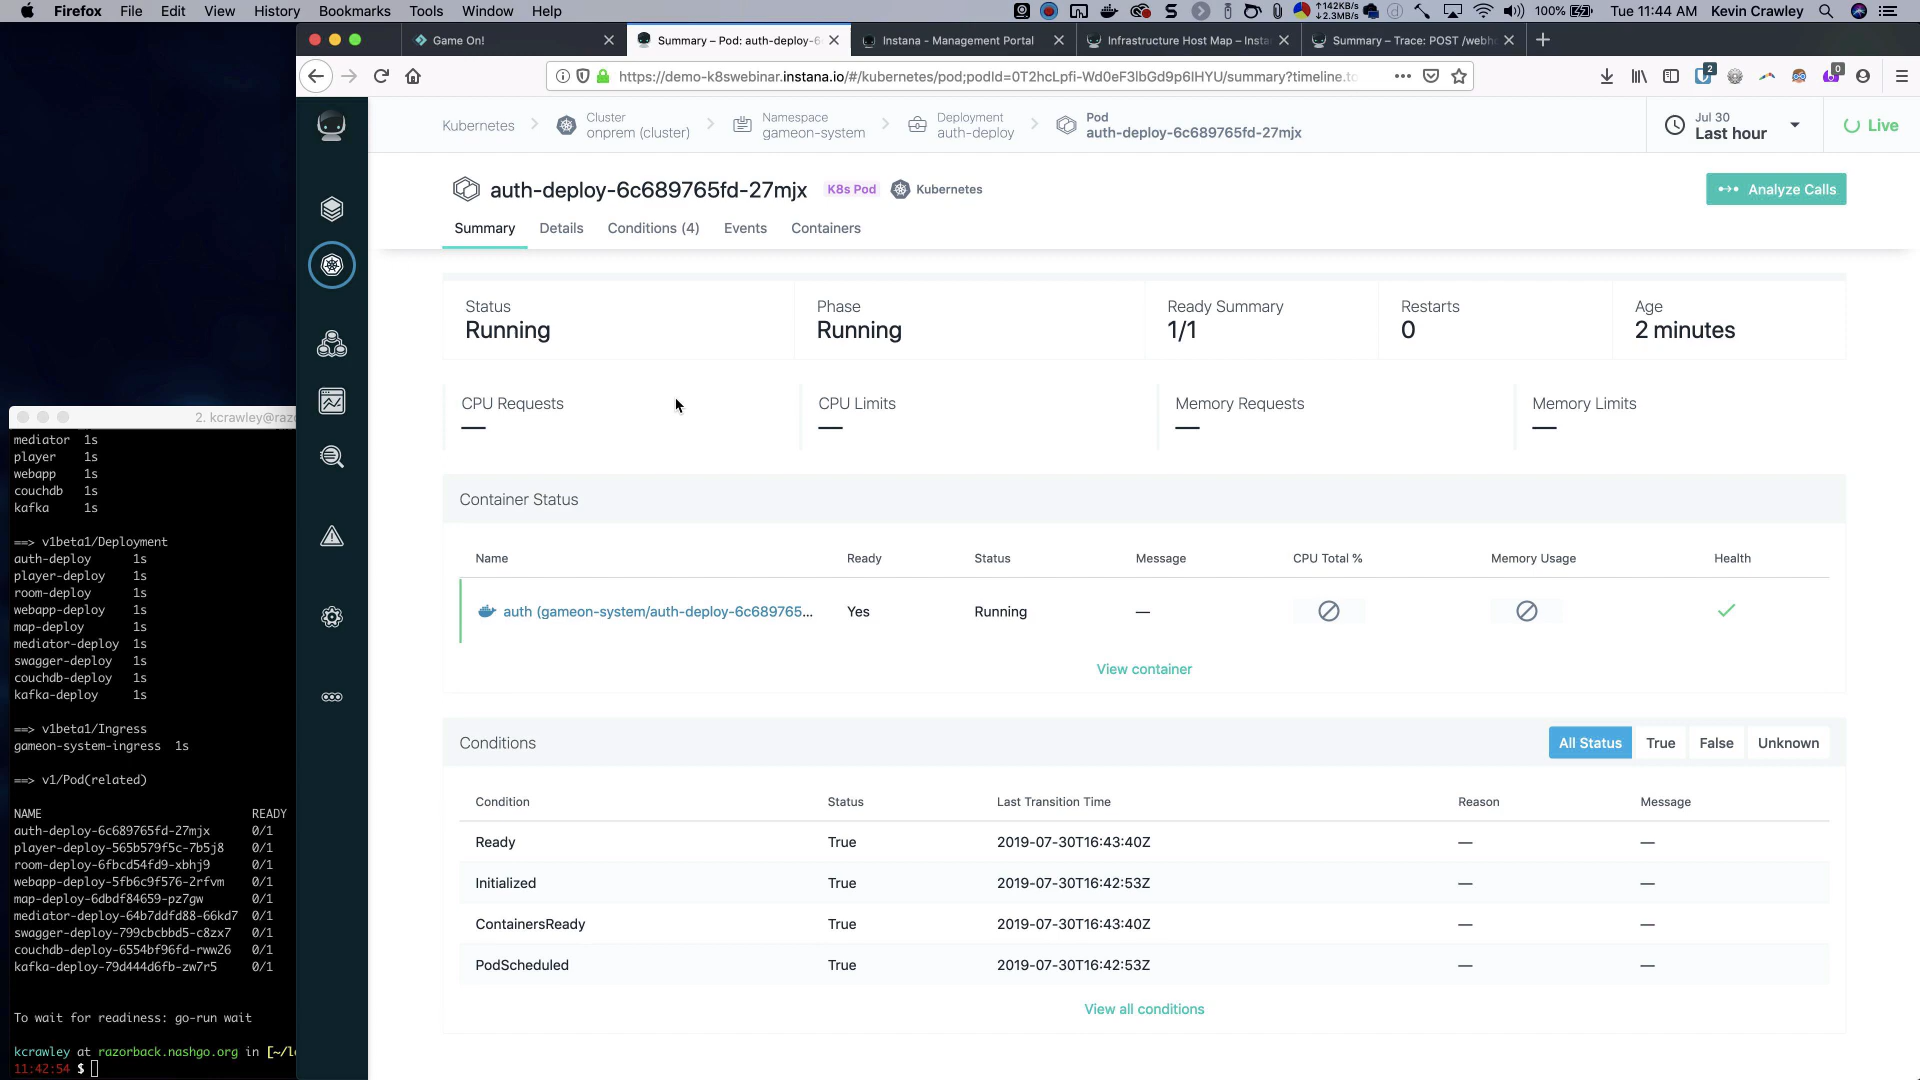 Firefox File Edit View History Bookmarks Tools Window Help
↑142KB/s
↓2.3MB/s
100% Tue 11:44 AM Kevin Crawley
Game On!
Summary – Pod: auth-deploy-6
Instana - Management Portal
Infrastructure Host Map – Insta
Summary – Trace: POST /webh
https://demo-k8swebinar.instana.io/#/kubernetes/pod;podId=0T2hcLpfi-Wd0eF3lbGd9p6lHYU/summary?timeline.to
2
0
Kubernetes
Cluster
onprem (cluster)
Namespace
gameon-system
Deployment
auth-deploy
Pod
auth-deploy-6c689765fd-27mjx
Jul 30
Last hour
Live
auth-deploy-6c689765fd-27mjx K8s Pod Kubernetes
Analyze Calls
Summary Details Conditions (4) Events Containers
Status
Running
Phase
Running
Ready Summary
1/1
Restarts
0
Age
2 minutes
CPU Requests
—
CPU Limits
—
Memory Requests
—
Memory Limits
—
Container Status
Name Ready Status Message CPU Total % Memory Usage Health
auth (gameon-system/auth-deploy-6c689765... Yes Running —
View container
Conditions
All Status True False Unknown
Condition Status Last Transition Time Reason Message
Ready True 2019-07-30T16:43:40Z — —
Initialized True 2019-07-30T16:42:53Z — —
ContainersReady True 2019-07-30T16:43:40Z — —
PodScheduled True 2019-07-30T16:42:53Z — —
View all conditions
2. kcrawley@razo
mediator 1s
player 1s
webapp 1s
couchdb 1s
kafka 1s
==> v1beta1/Deployment
auth-deploy 1s
player-deploy 1s
room-deploy 1s
webapp-deploy 1s
map-deploy 1s
mediator-deploy 1s
swagger-deploy 1s
couchdb-deploy 1s
kafka-deploy 1s
==> v1beta1/Ingress
gameon-system-ingress 1s
==> v1/Pod(related)
NAME READY
auth-deploy-6c689765fd-27mjx 0/1
player-deploy-565b579f5c-7b5j8 0/1
room-deploy-6fbcd54fd9-xbhj9 0/1
webapp-deploy-5fb6c9f576-2rfvm 0/1
map-deploy-6dbdf84659-pz7gw 0/1
mediator-deploy-64b7ddfd88-66kd7 0/1
swagger-deploy-799cbcbbd5-c8zx7 0/1
couchdb-deploy-6554bf96fd-rww26 0/1
kafka-deploy-79d444d6fb-zw7r5 0/1
To wait for readiness: go-run wait
kcrawley at razorback.nashgo.org in [~/l
11:42:54 $